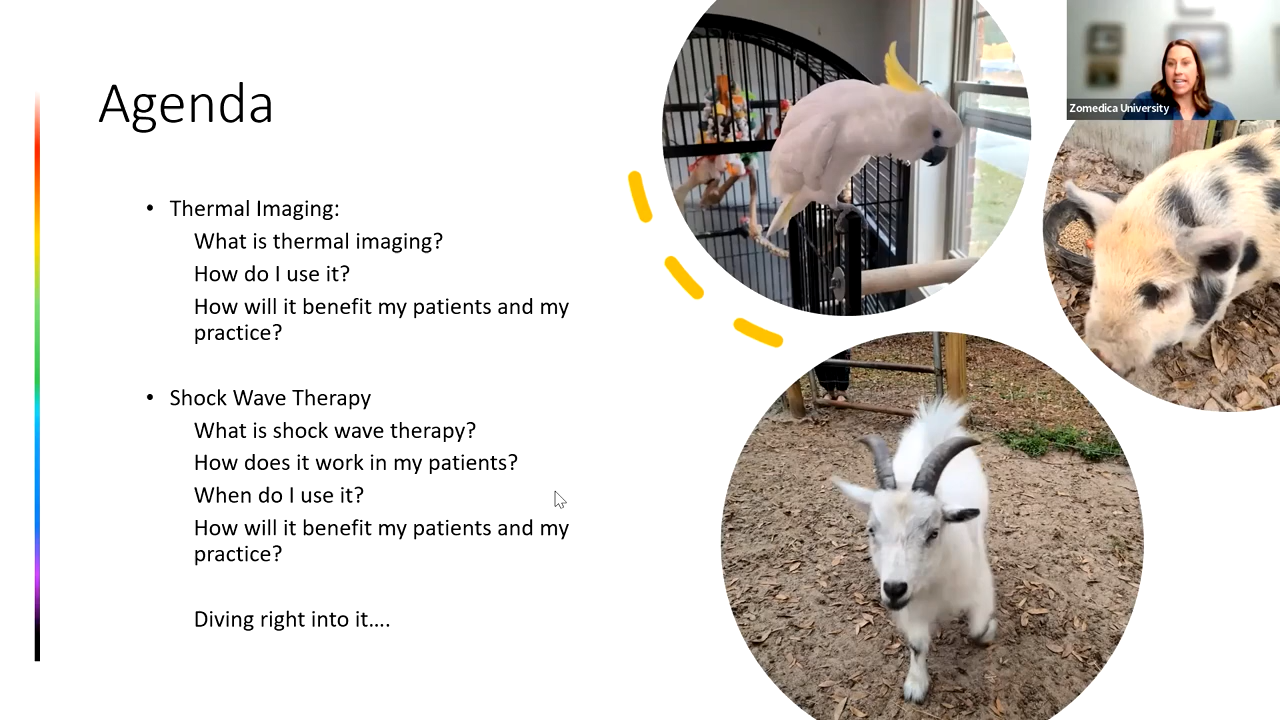 Agenda
Zomedica University
• Thermal Imaging:
What is thermal imaging?
How do I use it?
How will it benefit my patients and my
practice?
• Shock Wave Therapy
What is shock wave therapy?
How does it work in my patients?
When do I use it?
How will it benefit my patients and my
practice?
Diving right into it....